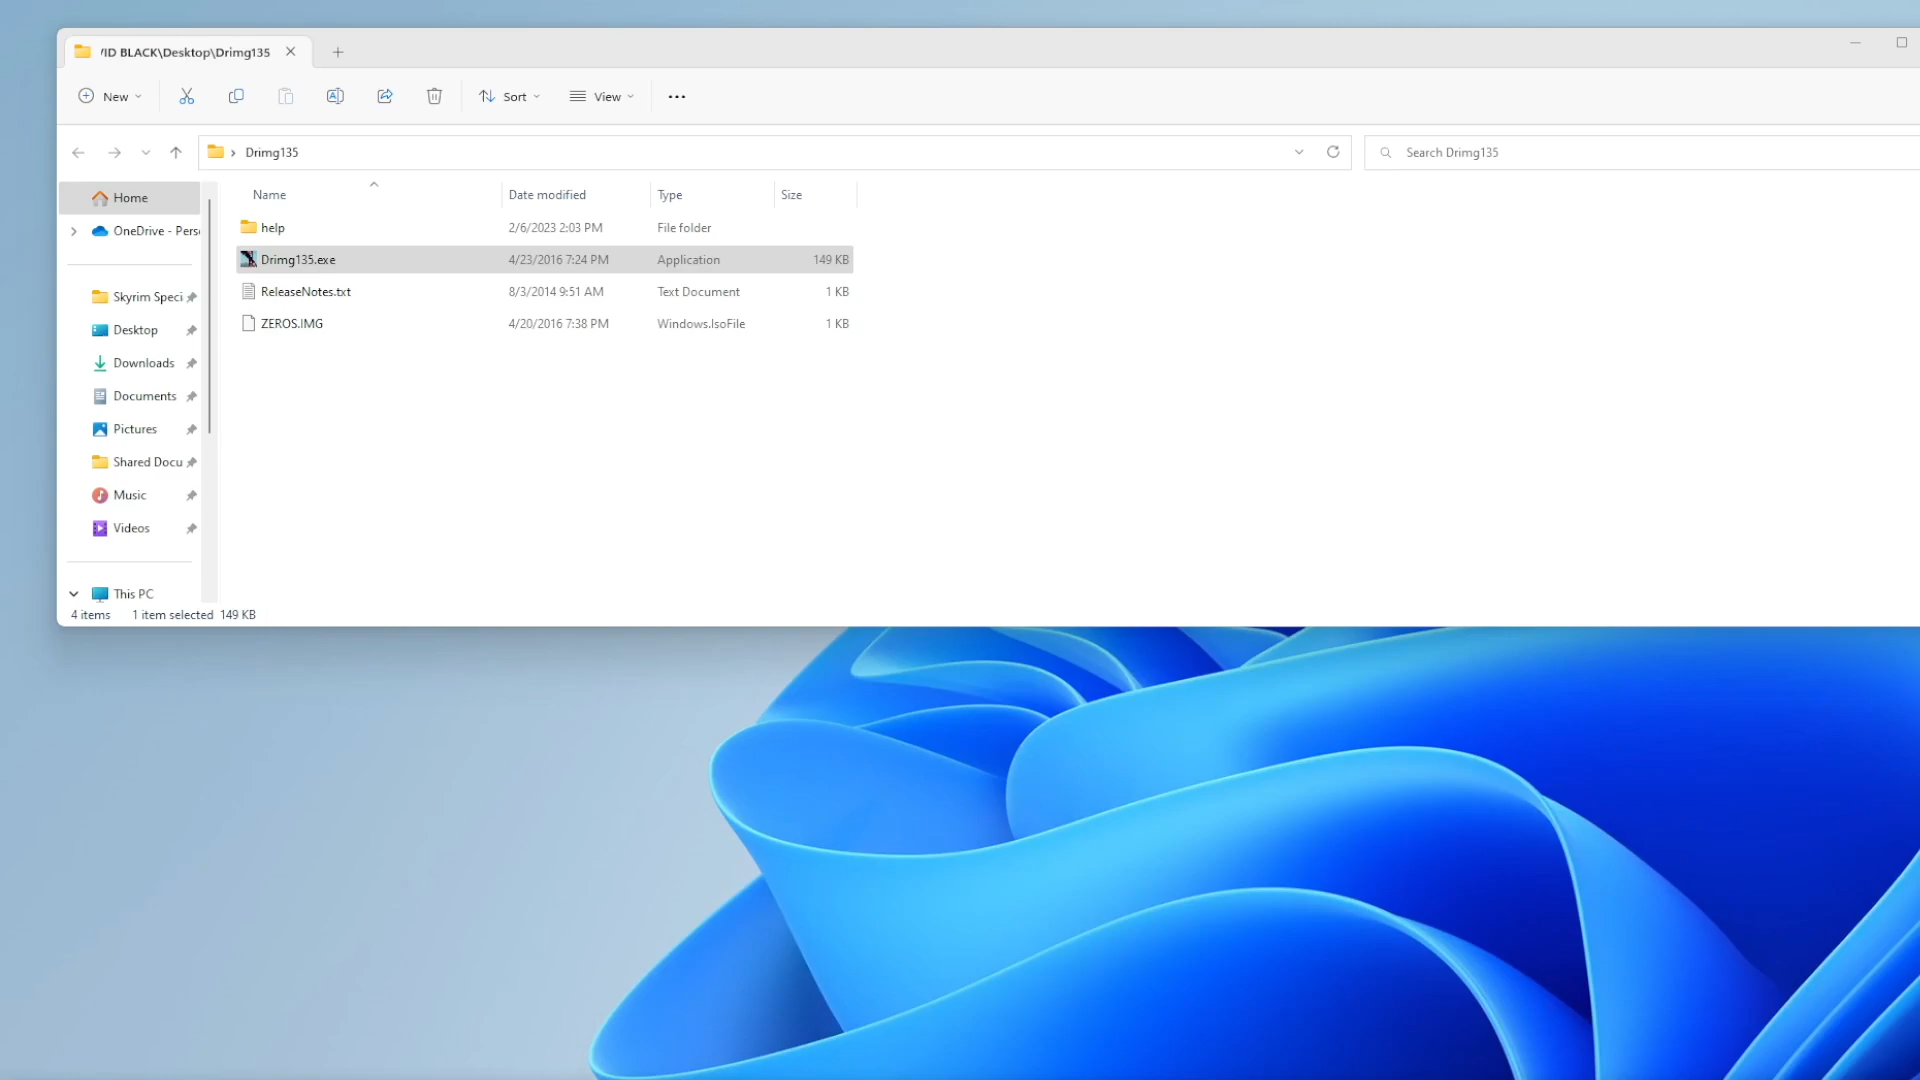 /ID BLACK\Desktop\Drimg135
New
Sort
View
Drimg135
Search Drimg135
Home
OneDrive - Perso
Skyrim Speci
Desktop
Downloads
Documents
Pictures
Shared Docu
Music
Videos
This PC
Name Date modified Type Size
help 2/6/2023 2:03 PM File folder
Drimg135.exe 4/23/2016 7:24 PM Application 149 KB
ReleaseNotes.txt 8/3/2014 9:51 AM Text Document 1 KB
ZEROS.IMG 4/20/2016 7:38 PM Windows.IsoFile 1 KB
4 items 1 item selected 149 KB